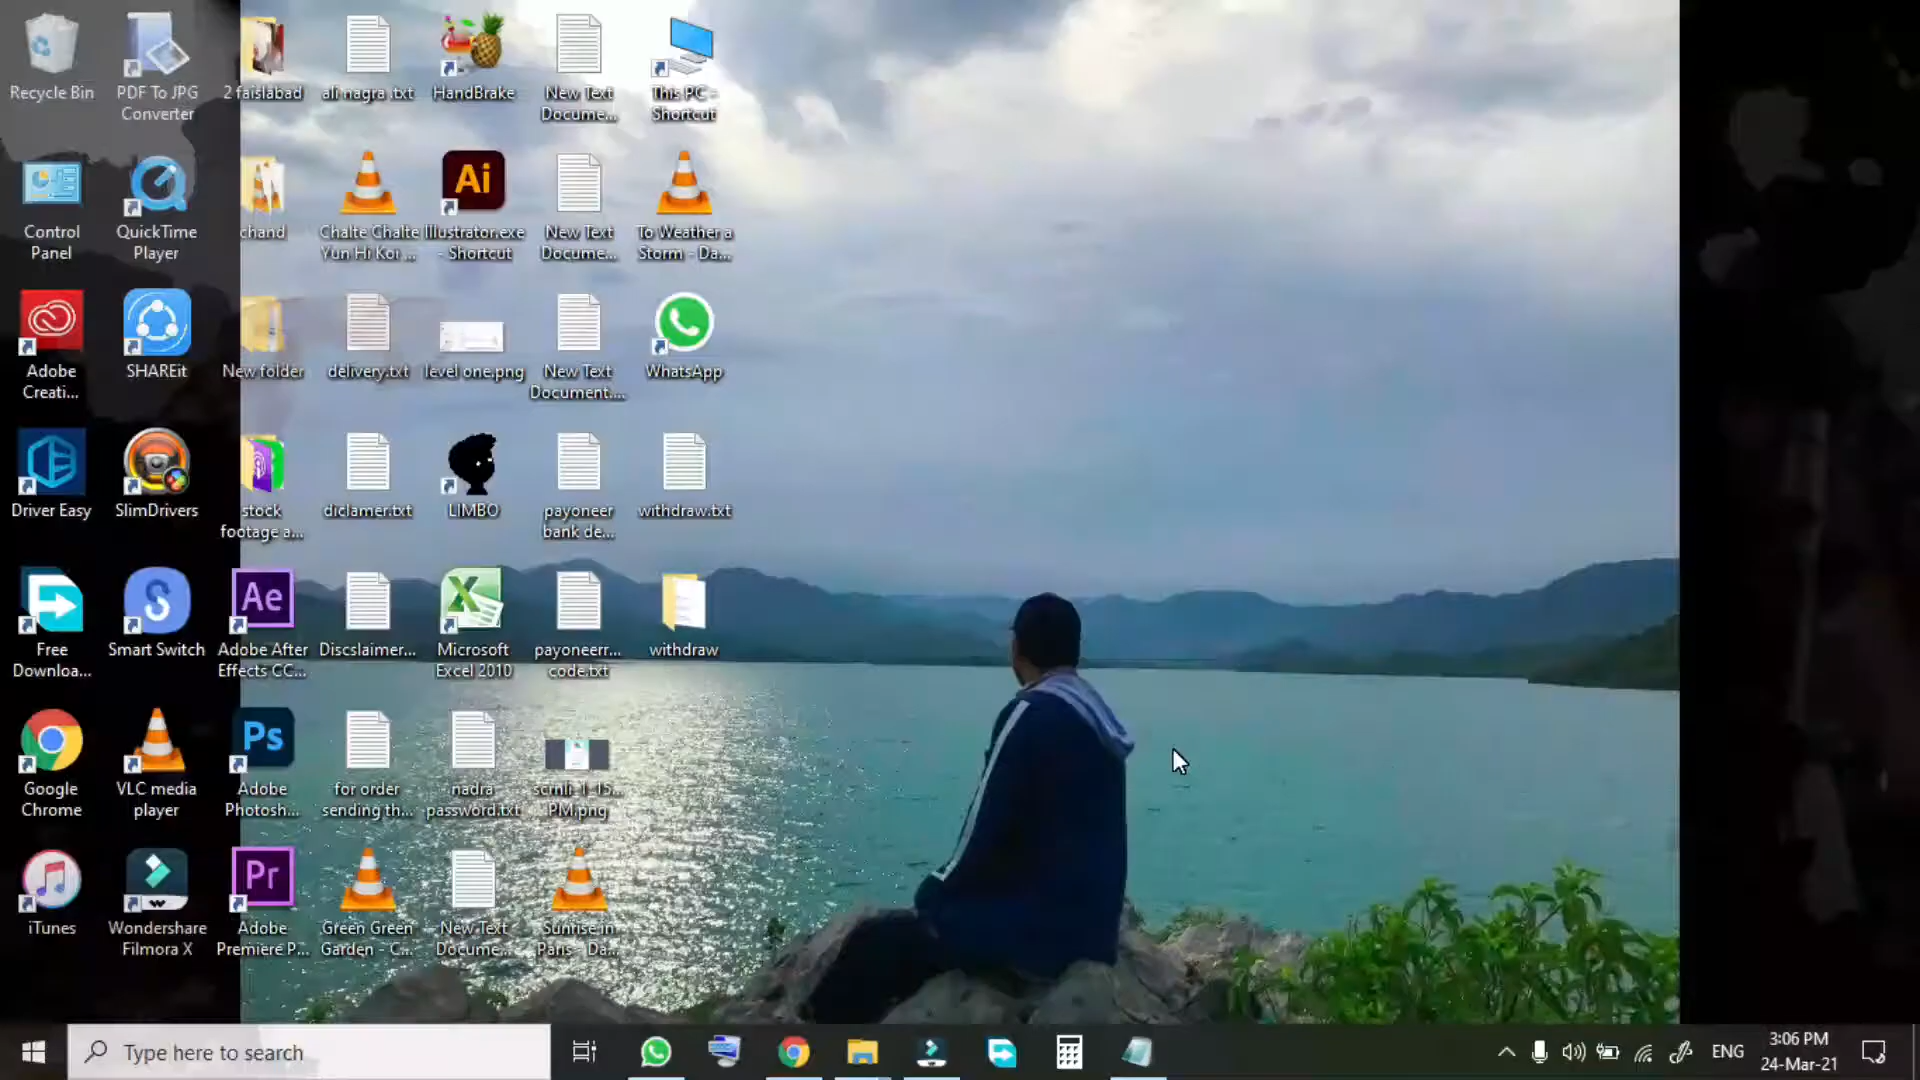 Recycle Bin
PDF To JPG
Converter
2 faislabad
ali nagra .txt
HandBrake
New Text
Docume...
This PC -
Shortcut
Control
Panel
QuickTime
Player
chand
Chalte Chalte
Yun Hi Koi ...
Ai
Illustrator.exe
- Shortcut
New Text
Docume...
To Weather a
Storm - Da...
Adobe
Creati...
SHAREit
New folder
delivery.txt
level one.png
New Text
Document....
WhatsApp
Driver Easy
SlimDrivers
stock
footage a...
diclamer.txt
LIMBO
payoneer
bank de...
withdraw.txt
Free
Downloa...
Smart Switch
Ae
Adobe After
Effects CC...
Discslaimer...
Microsoft
Excel 2010
payoneerr...
code.txt
withdraw
Google
Chrome
VLC media
player
Ps
Adobe
Photosh...
for order
sending th...
nadra
password.txt
PM.png
iTunes
Wondershare
Filmora X
Pr
Adobe
Premiere P...
Green Green
Garden - C...
New Text
Docume...
Sunrise in
Paris - Da...
Type here to search
ENG
3:06 PM
24-Mar-21